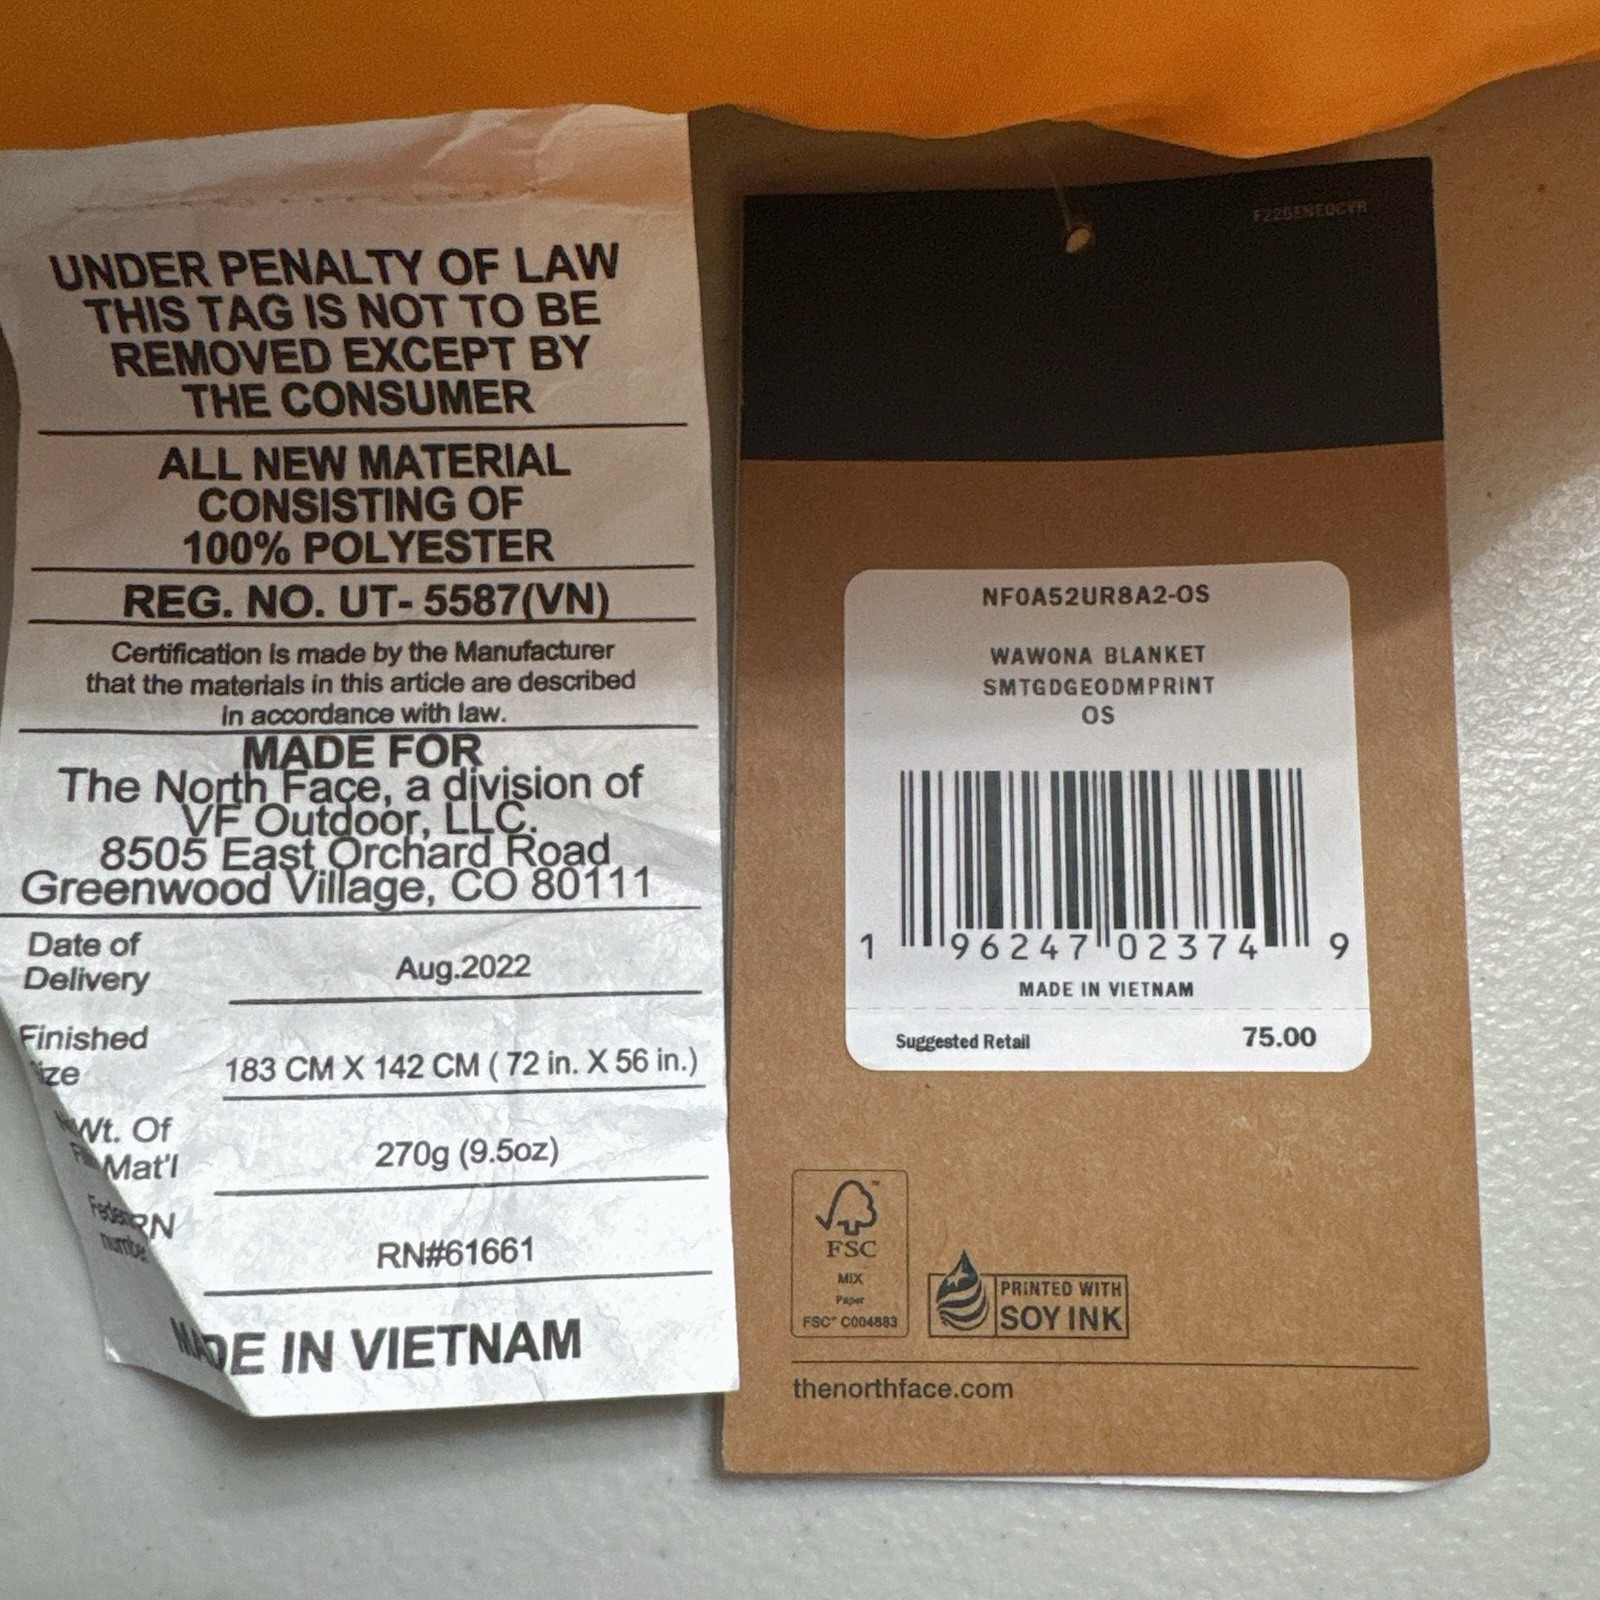 UNDER PENALTY OF LAW
THIS TAG IS NOT TO BE
REMOVED EXCEPT BY
THE CONSUMER
ALL NEW MATERIAL
CONSISTING OF
100% POLYESTER
REG. NO. UT- 5587(VN)
Certification is made by the Manufacturer
that the materials in this article are described
in accordance with law.
MADE FOR
The North Face, a division of
VF Outdoor, LLC.
8505 East Orchard Road
Greenwood Village, CO 80111
Date of
Delivery
Aug.2022
Finished
ize
183 CM X 142 CM ( 72 in. X 56 in.)
Wt. Of
Mat'l
270g (9.5oz)
RN
RN#61661
MADE IN VIETNAM
NF0A52UR8A2-OS
WAWONA BLANKET
SMTGDGEODMPRINT
OS
1 96247 02374 9
MADE IN VIETNAM
Suggested Retail 75.00
FSC
MIX
Paper
FSC® C004883
PRINTED WITH
SOY INK
thenorthface.com